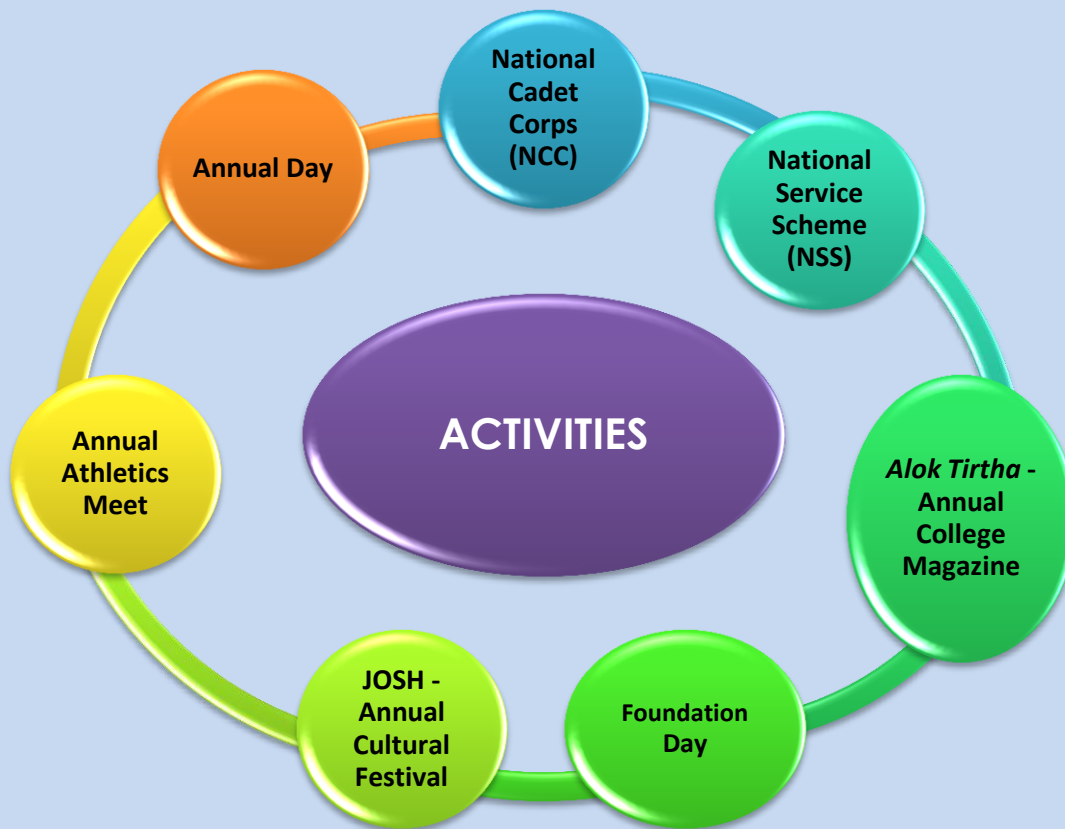 National
Cadet
Corps
(NCC)
National
Service
Scheme
(NSS)
Alok Tirtha -
Annual
College
Magazine
Foundation
Day
JOSH -
Annual
Cultural
Festival
Annual
Athletics
Meet
Annual Day
ACTIVITIES